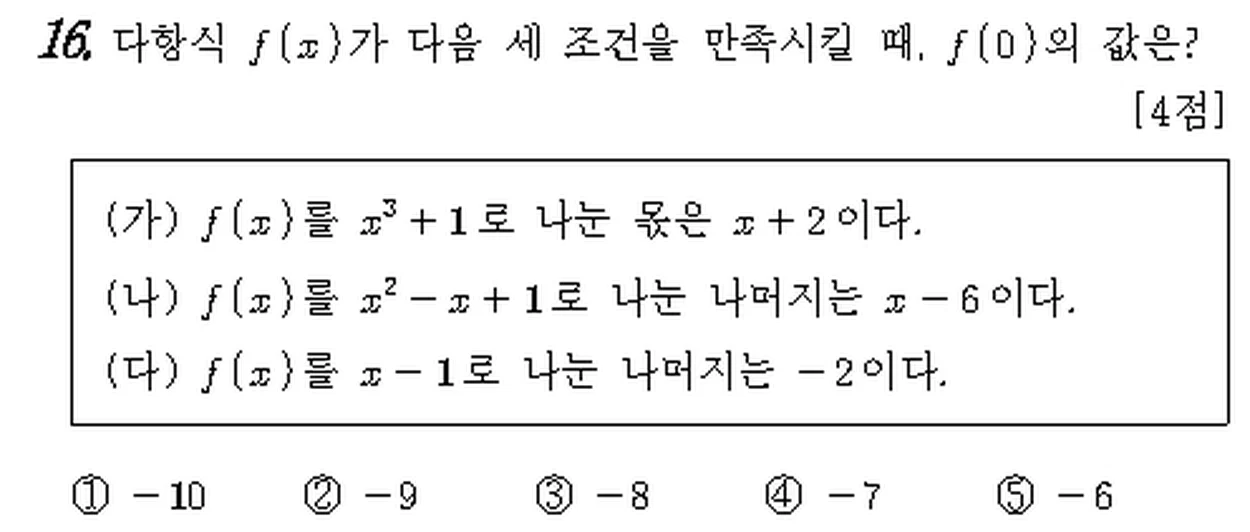 16. 다항식 f(x)가 다음 세 조건을 만족시킬 때, f(0)의 값은?
[4점]
(가) f(x)를 x³+1로 나눈 몫은 x+2이다.
(나) f(x)를 x²-x+1로 나눈 나머지는 x-6이다.
(다) f(x)를 x-1로 나눈 나머지는 -2이다.
① -10 ② -9 ③ -8 ④ -7 ⑤ -6